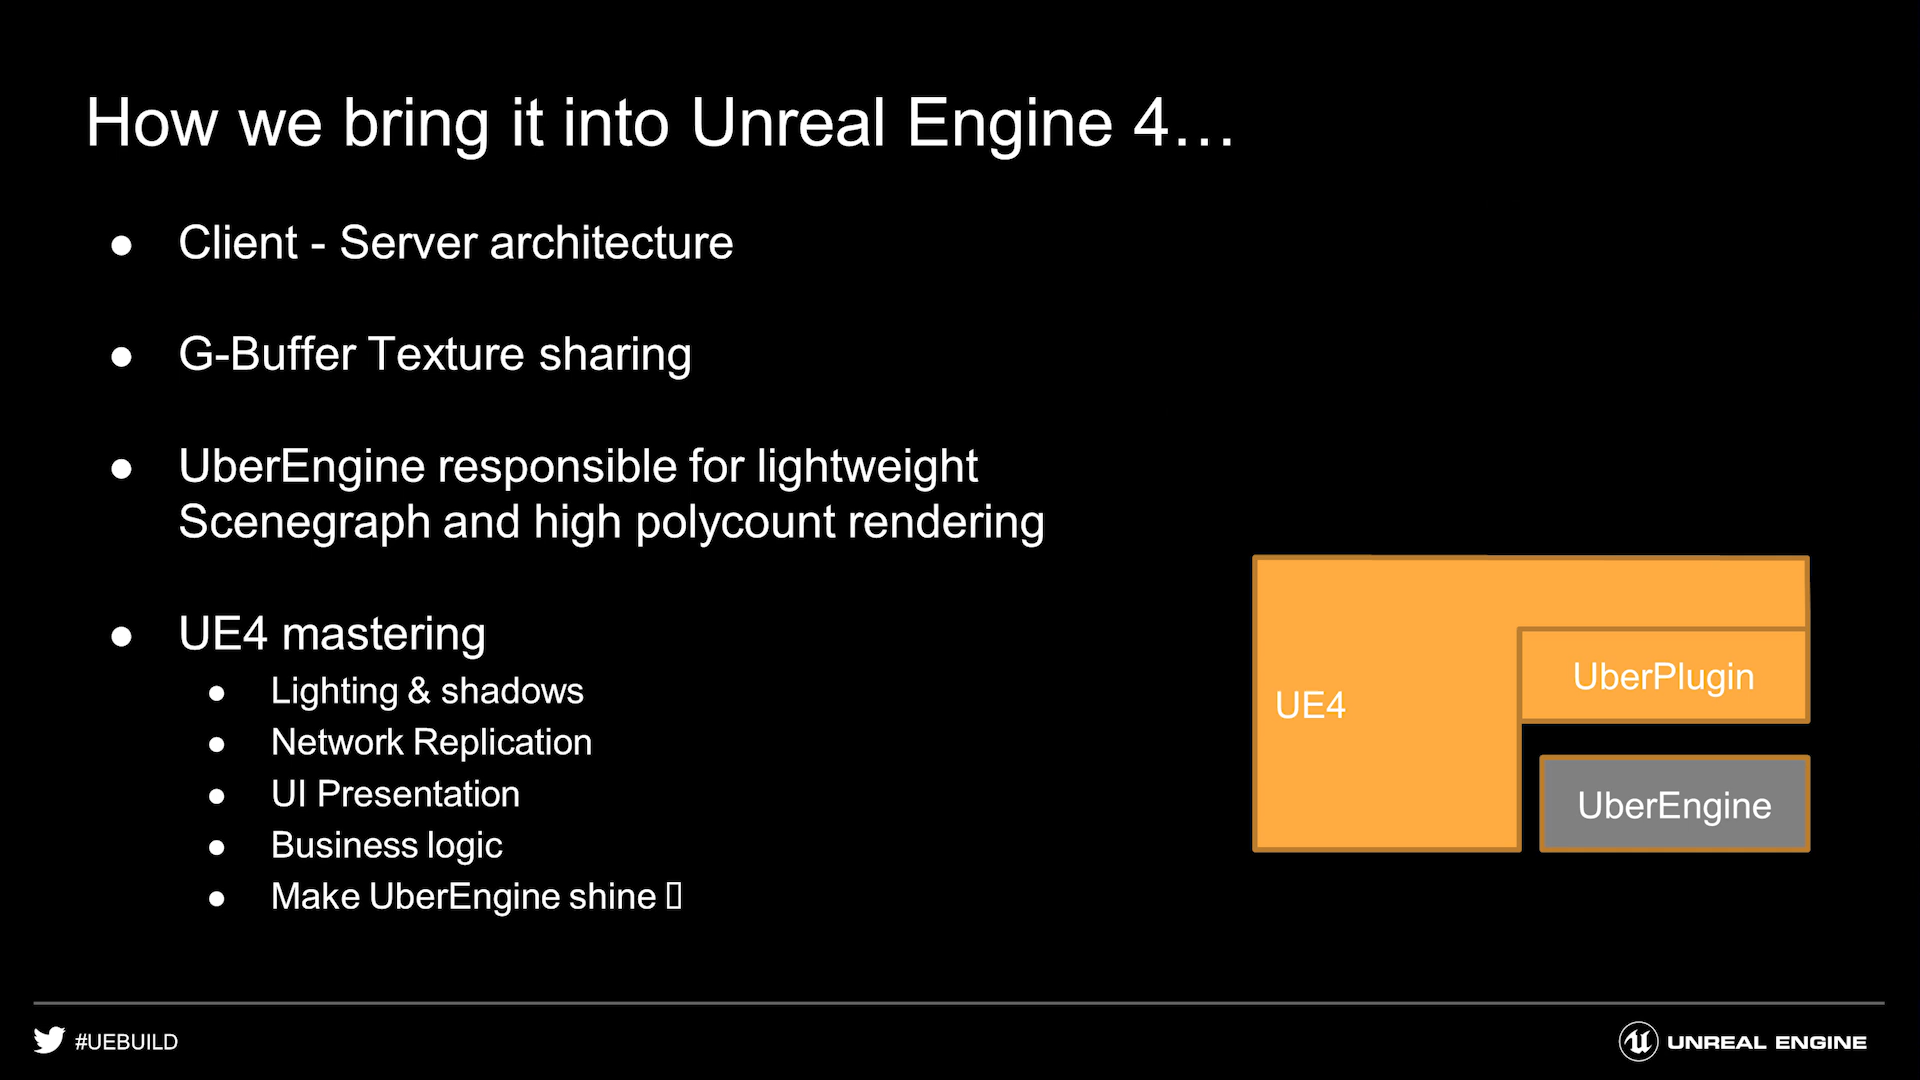 How we bring it into Unreal Engine 4…
● Client - Server architecture
● G-Buffer Texture sharing
● UberEngine responsible for lightweight
Scenegraph and high polycount rendering
● UE4 mastering
● Lighting & shadows
● Network Replication
● UI Presentation
● Business logic
● Make UberEngine shine ▯
UE4
UberPlugin
UberEngine
#UEBUILD
UNREAL ENGINE